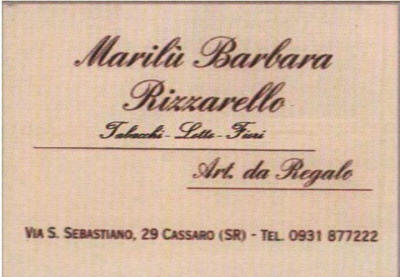 Marilù Barbara
Rizzarello
Tabacchi - Lotto - Fiori
Art. da Regalo
VIA S. SEBASTIANO, 29 CASSARO (SR) - TEL. 0931 877222